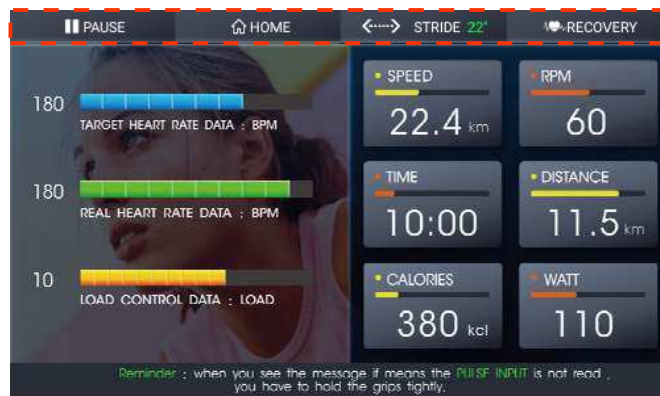 PAUSE HOME STRIDE 22" RECOVERY
180
TARGET HEART RATE DATA : BPM
180
REAL HEART RATE DATA : BPM
10
LOAD CONTROL DATA : LOAD
SPEED
22.4 km
RPM
60
TIME
10:00
DISTANCE
11.5 km
CALORIES
380 kcl
WATT
110
Reminder : when you see the message if means the PULSE INPUT is not read ,
you have to hold the grips tightly.